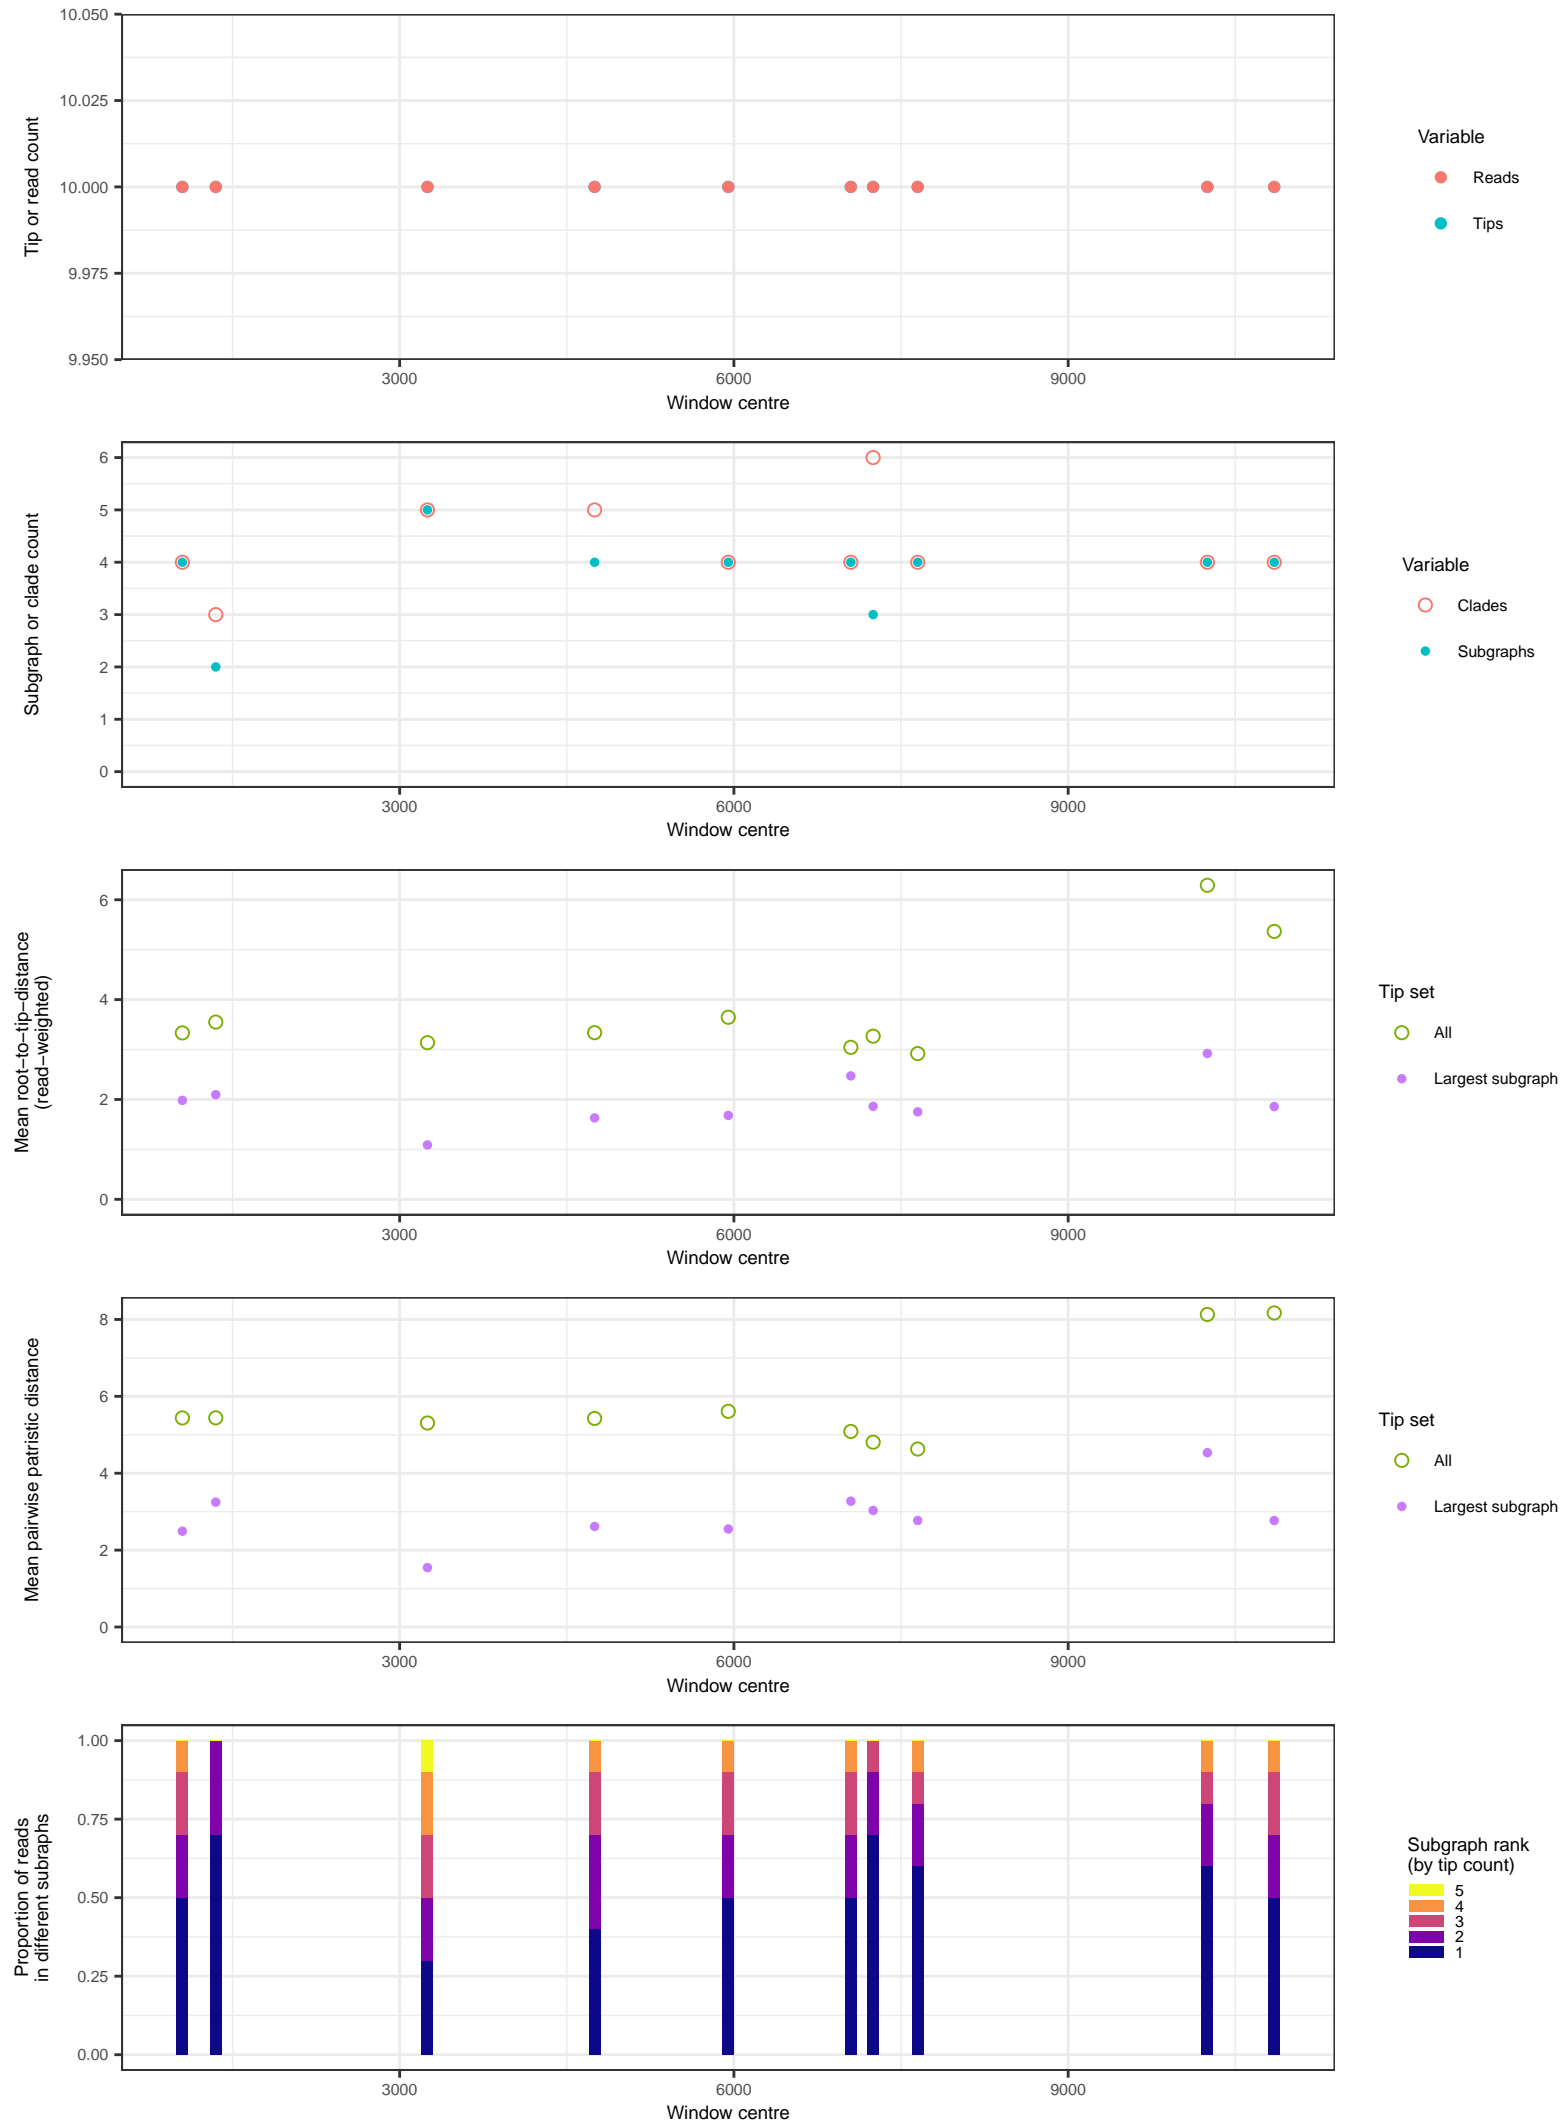 10.050
10.025
10.000
9.975
9.950
Tip or read count
3000
6000
9000
Window centre
Variable
Reads
Tips
6
5
4
3
2
1
0
Subgraph or clade count
3000
6000
9000
Window centre
Variable
Clades
Subgraphs
6
4
2
0
Mean root−to−tip−distance
(read−weighted)
3000
6000
9000
Window centre
Tip set
All
Largest subgraph
8
6
4
2
0
Mean pairwise patristic distance
3000
6000
9000
Window centre
Tip set
All
Largest subgraph
1.00
0.75
0.50
0.25
0.00
Proportion of reads
in different subraphs
3000
6000
9000
Window centre
Subgraph rank
(by tip count)
5
4
3
2
1